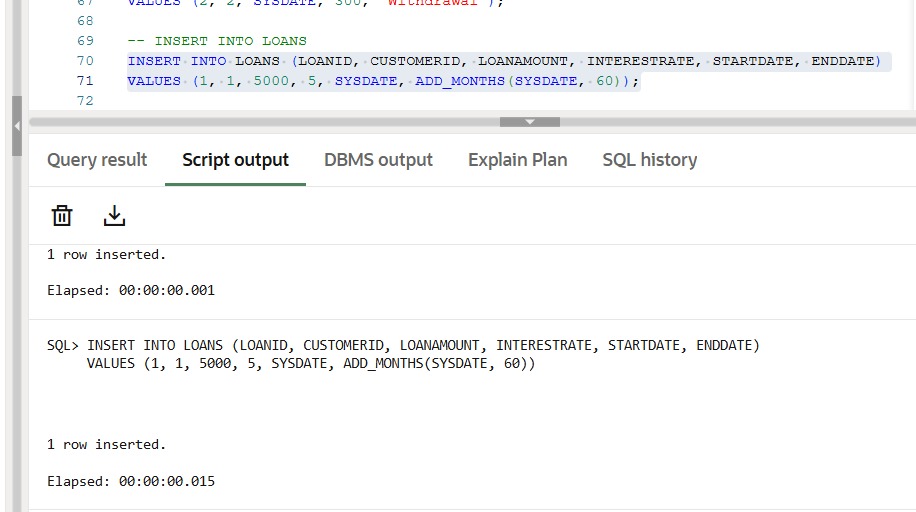 67 VALUES (2, 2, SYSDATE, 300, 'Withdrawal');
68
69 -- INSERT INTO LOANS
70 INSERT INTO LOANS (LOANID, CUSTOMERID, LOANAMOUNT, INTERESTRATE, STARTDATE, ENDDATE)
71 VALUES (1, 1, 5000, 5, SYSDATE, ADD_MONTHS(SYSDATE, 60));
72
Query result Script output DBMS output Explain Plan SQL history
1 row inserted.
Elapsed: 00:00:00.001
SQL> INSERT INTO LOANS (LOANID, CUSTOMERID, LOANAMOUNT, INTERESTRATE, STARTDATE, ENDDATE)
VALUES (1, 1, 5000, 5, SYSDATE, ADD_MONTHS(SYSDATE, 60))
1 row inserted.
Elapsed: 00:00:00.015